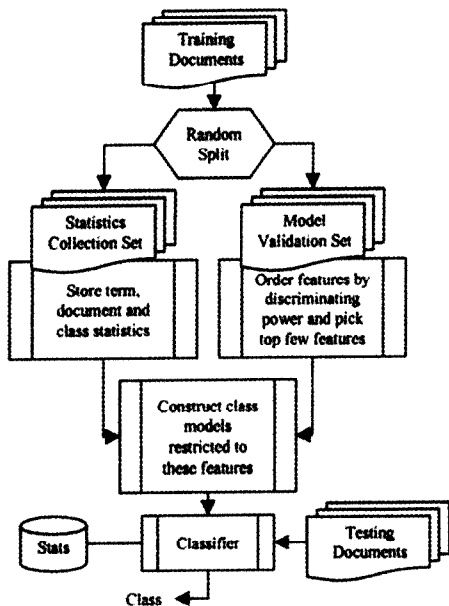 Training
Documents
Random
Split
Statistics
Collection Set
Store term,
document and
class statistics
Model
Validation Set
Order features by
discriminating
power and pick
top few features
Construct class
models
restricted to
these features
Stats
Classifier
Testing
Documents
Class